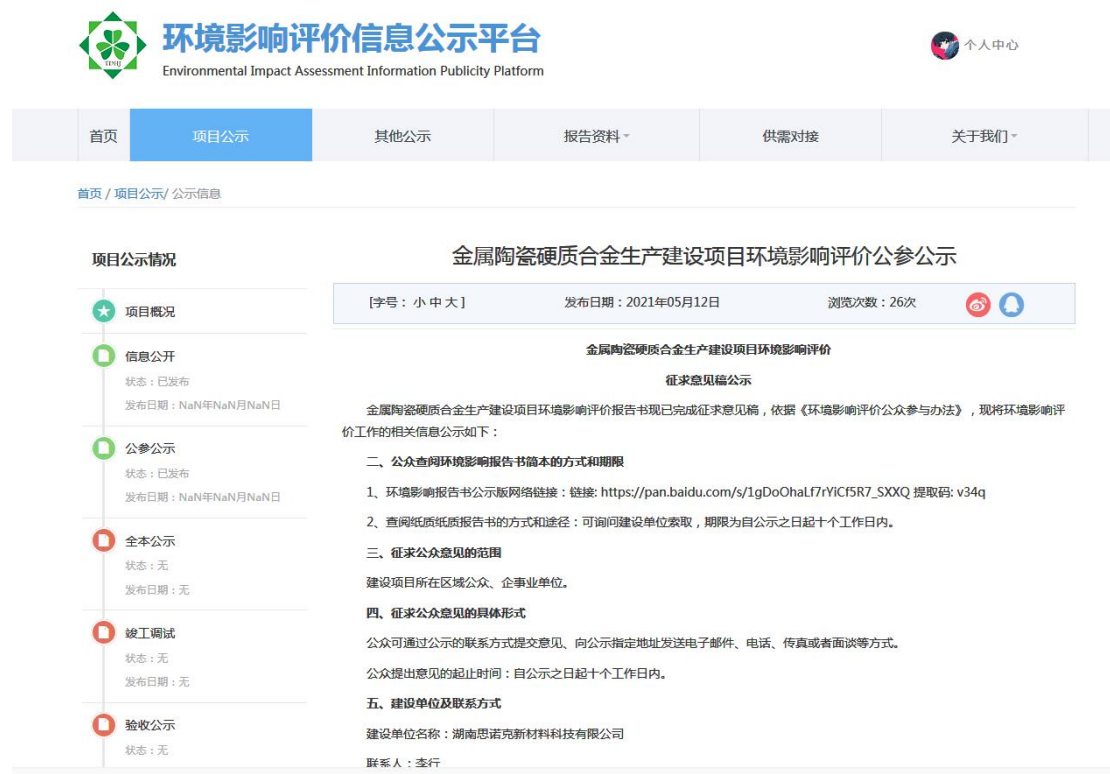 环境影响评价信息公示平台
Environmental Impact Assessment Information Publicity Platform
个人中心
首页
项目公示
其他公示
报告资料
供需对接
关于我们
首页 / 项目公示/ 公示信息
项目公示情况
项目概况
信息公开
状态：已发布
发布日期：NaN年NaN月NaN日
公参公示
状态：已发布
发布日期：NaN年NaN月NaN日
全本公示
状态：无
发布日期：无
竣工调试
状态：无
发布日期：无
验收公示
状态：无
金属陶瓷硬质合金生产建设项目环境影响评价公参公示
[字号： 小 中 大 ]
发布日期：2021年05月12日
浏览次数：26次
金属陶瓷硬质合金生产建设项目环境影响评价
征求意见稿公示
金属陶瓷硬质合金生产建设项目环境影响评价报告书现已完成征求意见稿，依据《环境影响评价公众参与办法》，现将环境影响评
价工作的相关信息公示如下：
二、公众查阅环境影响报告书简本的方式和期限
1、环境影响报告书公示版网络链接：链接: https://pan.baidu.com/s/1gDoOhaLf7rYiCf5R7_SXXQ 提取码: v34q
2、查阅纸质纸质报告书的方式和途径：可询问建设单位索取，期限为自公示之日起十个工作日内。
三、征求公众意见的范围
建设项目所在区域公众、企事业单位。
四、征求公众意见的具体形式
公众可通过公示的联系方式提交意见、向公示指定地址发送电子邮件、电话、传真或者面谈等方式。
公众提出意见的起止时间：自公示之日起十个工作日内。
五、建设单位及联系方式
建设单位名称：湖南思诺克新材料科技有限公司
联系人：李行